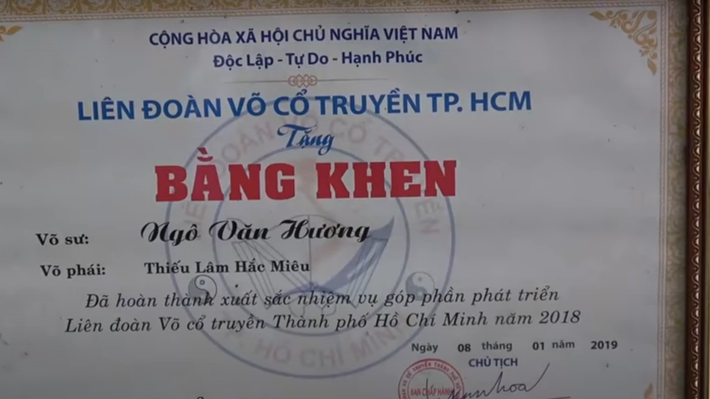 CỘNG HÒA XÃ HỘI CHỦ NGHĨA VIỆT NAM
Độc Lập - Tự Do - Hạnh Phúc
LIÊN ĐOÀN VÕ CỔ TRUYỀN TP. HCM
Tặng
BẰNG KHEN
Võ sư: Ngô Văn Hương
Võ phái: Thiếu Lâm Hắc Miêu
Đã hoàn thành xuất sắc nhiệm vụ góp phần phát triển
Liên đoàn Võ cổ truyền Thành phố Hồ Chí Minh năm 2018
Ngày 08 tháng 01 năm 2019
CHỦ TỊCH
BAN CHẤP HÀNH